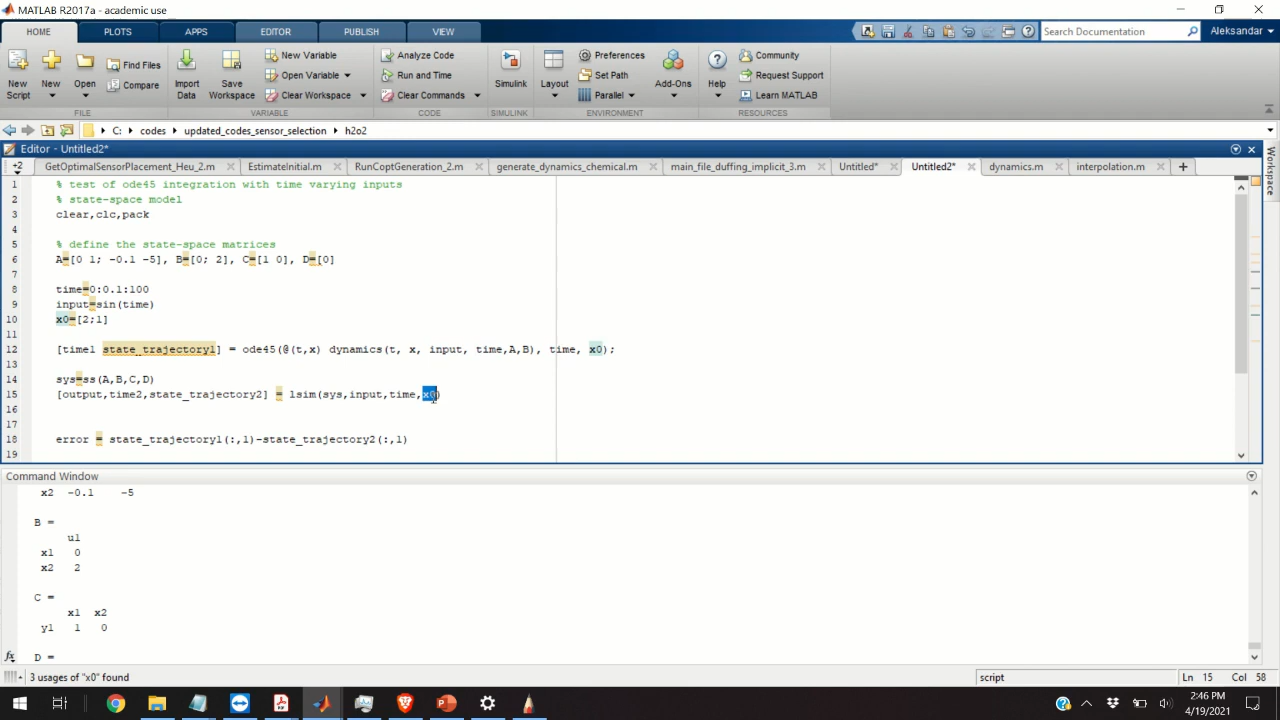 MATLAB R2017a - academic use
HOME PLOTS APPS EDITOR PUBLISH VIEW Search Documentation Aleksandar
New Script New Open Find Files Compare Import Data Save Workspace New Variable Open Variable Clear Workspace Analyze Code Run and Time Clear Commands Simulink Layout Preferences Set Path Parallel Add-Ons Help Community Request Support Learn MATLAB
FILE VARIABLE CODE SIMULINK ENVIRONMENT RESOURCES
C: codes updated_codes_sensor_selection h2o2
Editor - Untitled2*
Workspace
+2 GetOptimalSensorPlacement_Heu_2.m EstimateInitial.m RunCoptGeneration_2.m generate_dynamics_chemical.m main_file_duffing_implicit_3.m Untitled* Untitled2* dynamics.m interpolation.m
1 % test of ode45 integration with time varying inputs
2 % state-space model
3 clear,clc,pack
4
5 % define the state-space matrices
6 A=[0 1; -0.1 -5], B=[0; 2], C=[1 0], D=[0]
7
8 time=0:0.1:100
9 input=sin(time)
10 x0=[2;1]
11
12 [time1 state_trajectory1] = ode45(@(t,x) dynamics(t, x, input, time,A,B), time, x0);
13
14 sys=ss(A,B,C,D)
15 [output,time2,state_trajectory2] = lsim(sys,input,time,x0)
16
17
18 error = state_trajectory1(:,1)-state_trajectory2(:,1)
19
Command Window
x2 -0.1 -5
B =
u1
x1 0
x2 2
C =
x1 x2
y1 1 0
D =
fx
3 usages of "x0" found script Ln 15 Col 58
2:46 PM
4/19/2021